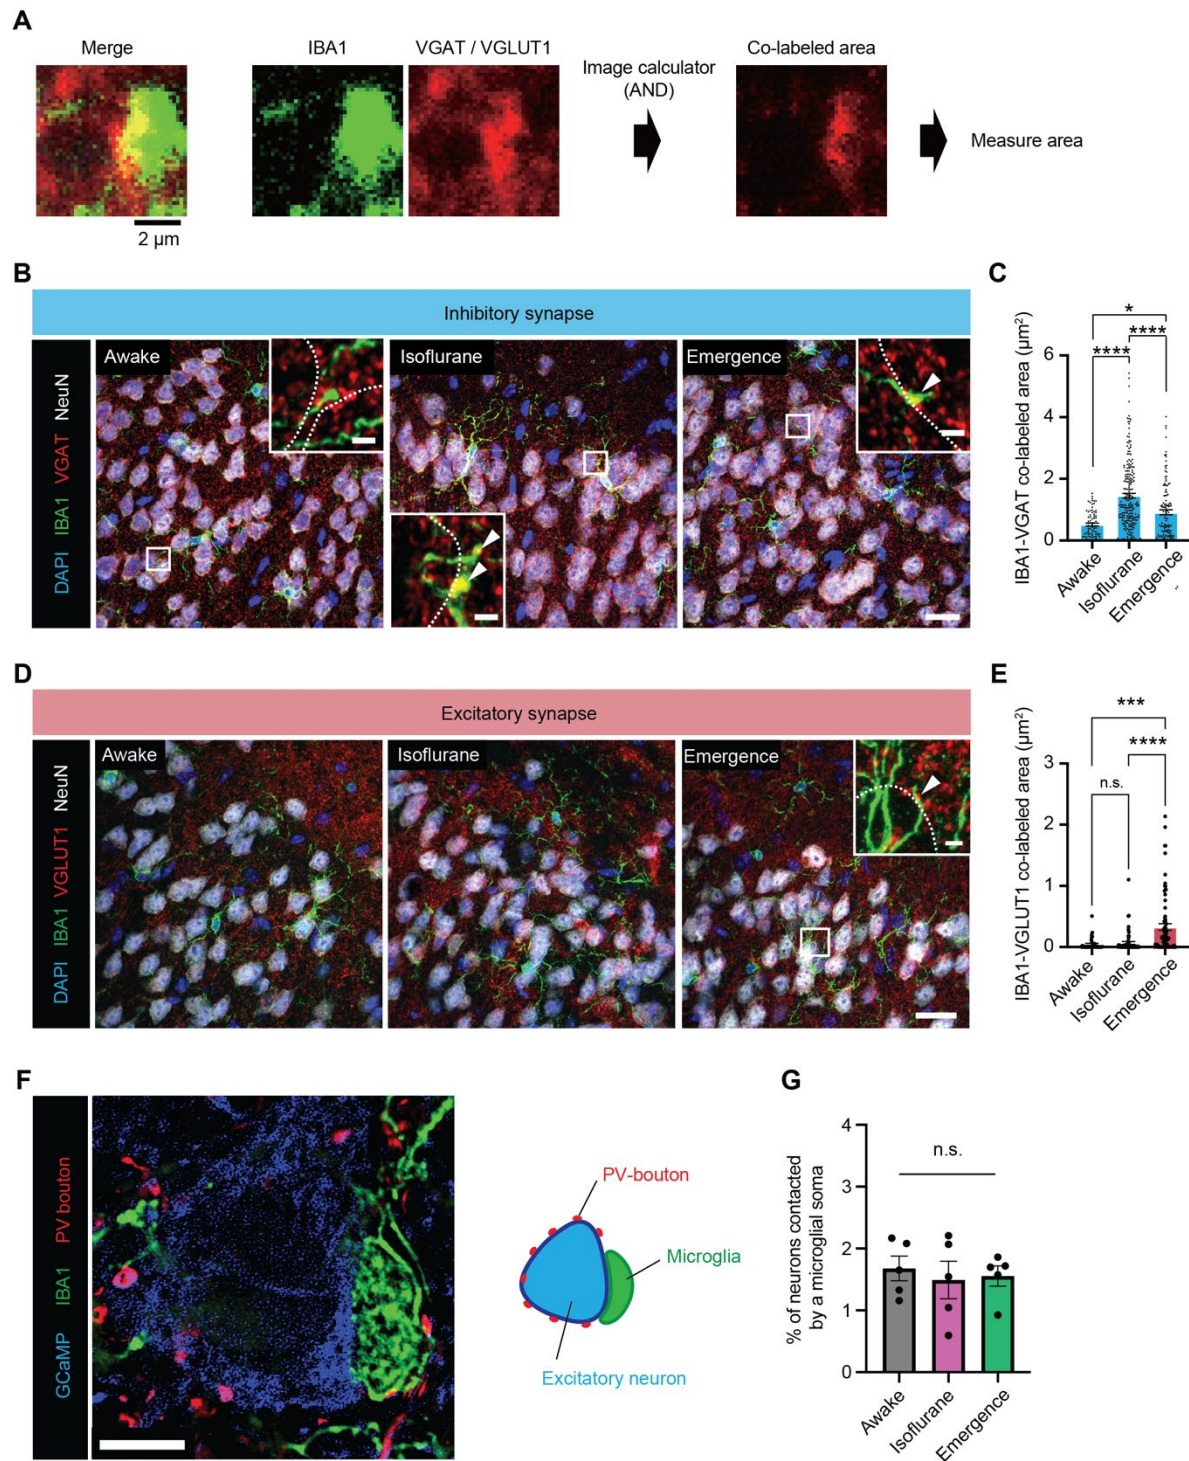 A
Merge
IBA1
VGAT / VGLUT1
Image calculator
(AND)
Co-labeled area
Measure area
2 µm
B
Inhibitory synapse
DAPI IBA1 VGAT NeuN
Awake
Isoflurane
Emergence
C
IBA1-VGAT co-labeled area (µm²)
*
****
****
6
4
2
0
Awake
Isoflurane
Emergence
D
Excitatory synapse
DAPI IBA1 VGLUT1 NeuN
Awake
Isoflurane
Emergence
E
IBA1-VGLUT1 co-labeled area (µm²)
***
****
n.s.
3
2
1
0
Awake
Isoflurane
Emergence
F
GCaMP IBA1 PV bouton
PV-bouton
Microglia
Excitatory neuron
G
% of neurons contacted
by a microglial soma
n.s.
4
3
2
1
0
Awake
Isoflurane
Emergence